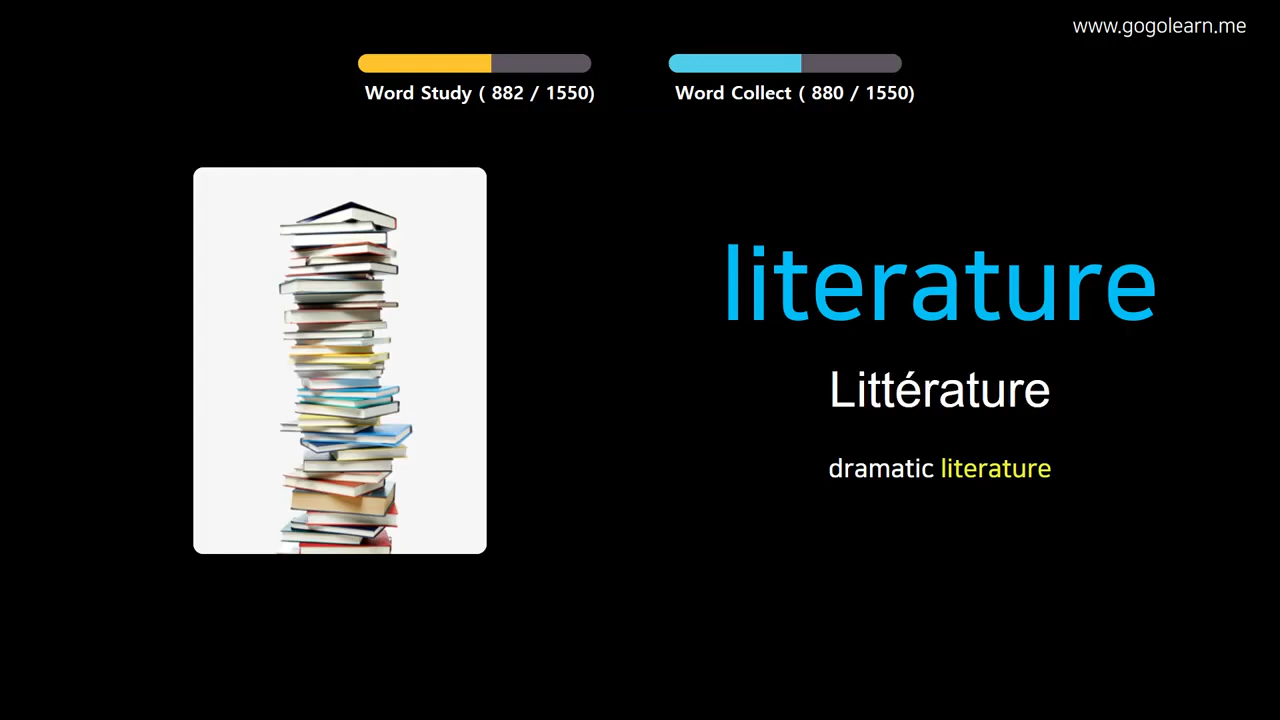 www.gogolearn.me
Word Study ( 882 / 1550)
Word Collect ( 880 / 1550)
literature
Littérature
dramatic literature